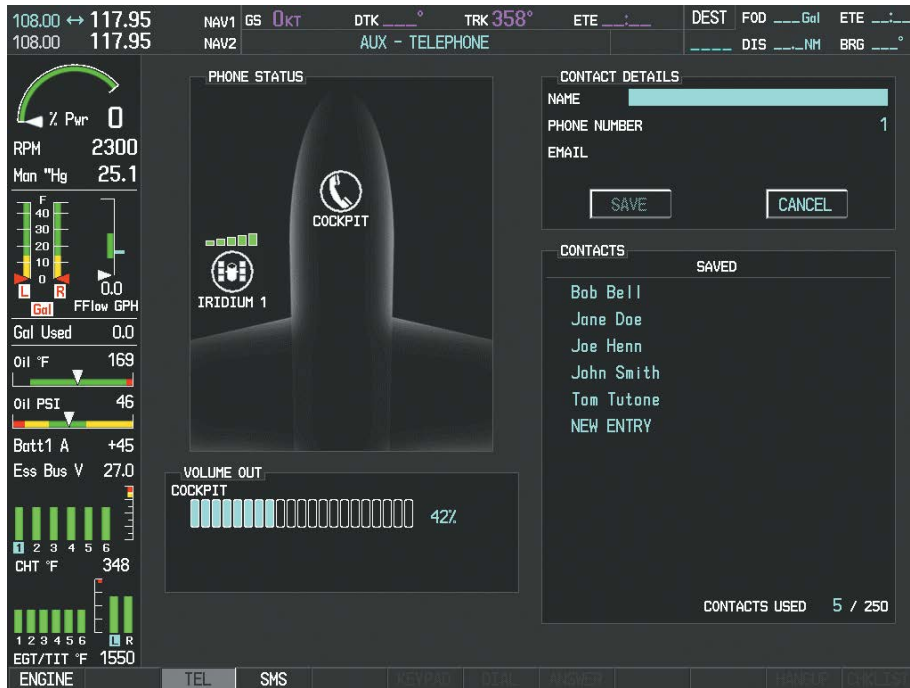 108.00 ↔ 117.95 NAV1 GS 0KT DTK ___° TRK 358° ETE __:__ DEST FOD ___Gal ETE __:__
108.00 117.95 NAV2 AUX - TELEPHONE ____ DIS __._NM BRG ___°
% Pwr 0
RPM 2300
Man "Hg 25.1
F
40
30
20
10
0
L R
Gal
0.0
FFlow GPH
Gal Used 0.0
Oil °F 169
Oil PSI 46
Batt1 A +45
Ess Bus V 27.0
1 2 3 4 5 6
CHT °F 348
1 2 3 4 5 6 L R
EGT/TIT °F 1550
PHONE STATUS
COCKPIT
IRIDIUM 1
VOLUME OUT
COCKPIT
42%
CONTACT DETAILS
NAME
PHONE NUMBER 1
EMAIL
SAVE CANCEL
CONTACTS
SAVED
Bob Bell
Jane Doe
Joe Henn
John Smith
Tom Tutone
NEW ENTRY
CONTACTS USED 5 / 250
ENGINE TEL SMS KEYPAD DIAL ANSWER HANGUP CHKLIST